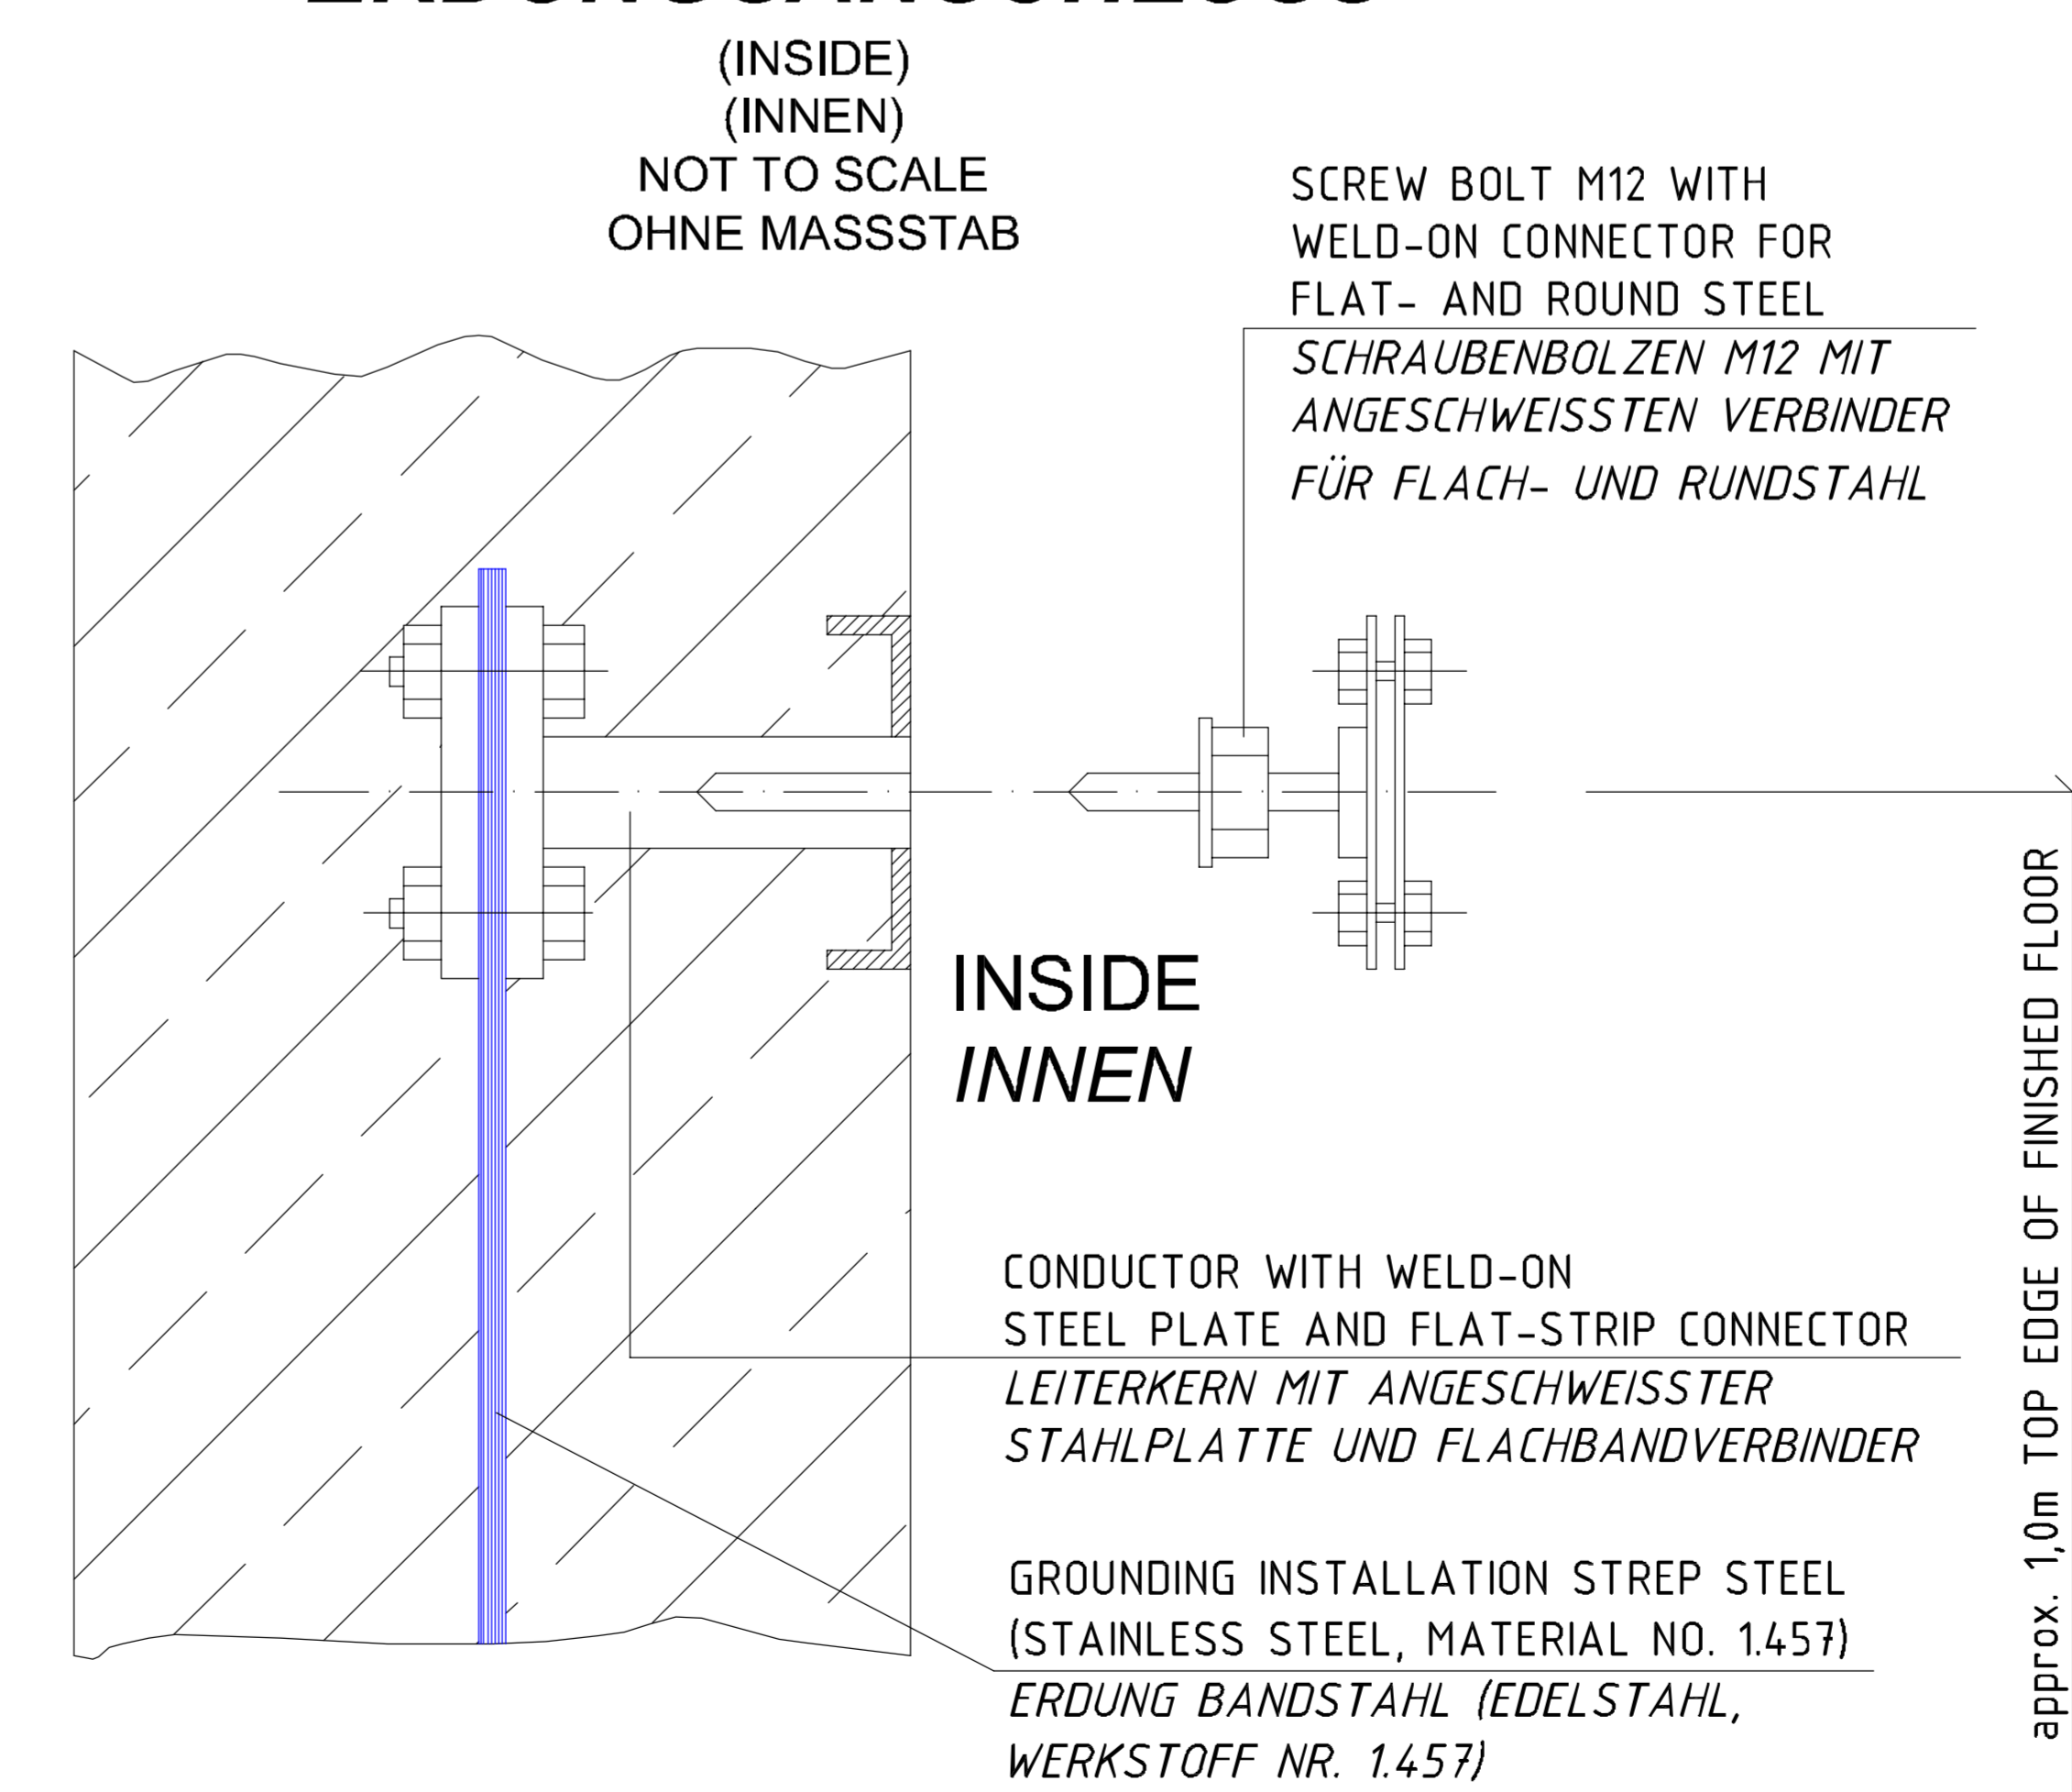 (INSIDE)
(INNEN)
NOT TO SCALE
OHNE MASSSTAB
SCREW BOLT M12 WITH
WELD-ON CONNECTOR FOR
FLAT- AND ROUND STEEL
SCHRAUBENBOLZEN M12 MIT
ANGESCHWEISSTEN VERBINDER
FÜR FLACH- UND RUNDSTAHL
INSIDE
INNEN
CONDUCTOR WITH WELD-ON
STEEL PLATE AND FLAT-STRIP CONNECTOR
LEITERKERN MIT ANGESCHWEISSTER
STAHLPLATTE UND FLACHBANDVERBINDER
GROUNDING INSTALLATION STREP STEEL
(STAINLESS STEEL, MATERIAL NO. 1.457)
ERDUNG BANDSTAHL (EDELSTAHL,
WERKSTOFF NR. 1.457)
approx. 1,0m TOP EDGE OF FINISHED FLOOR